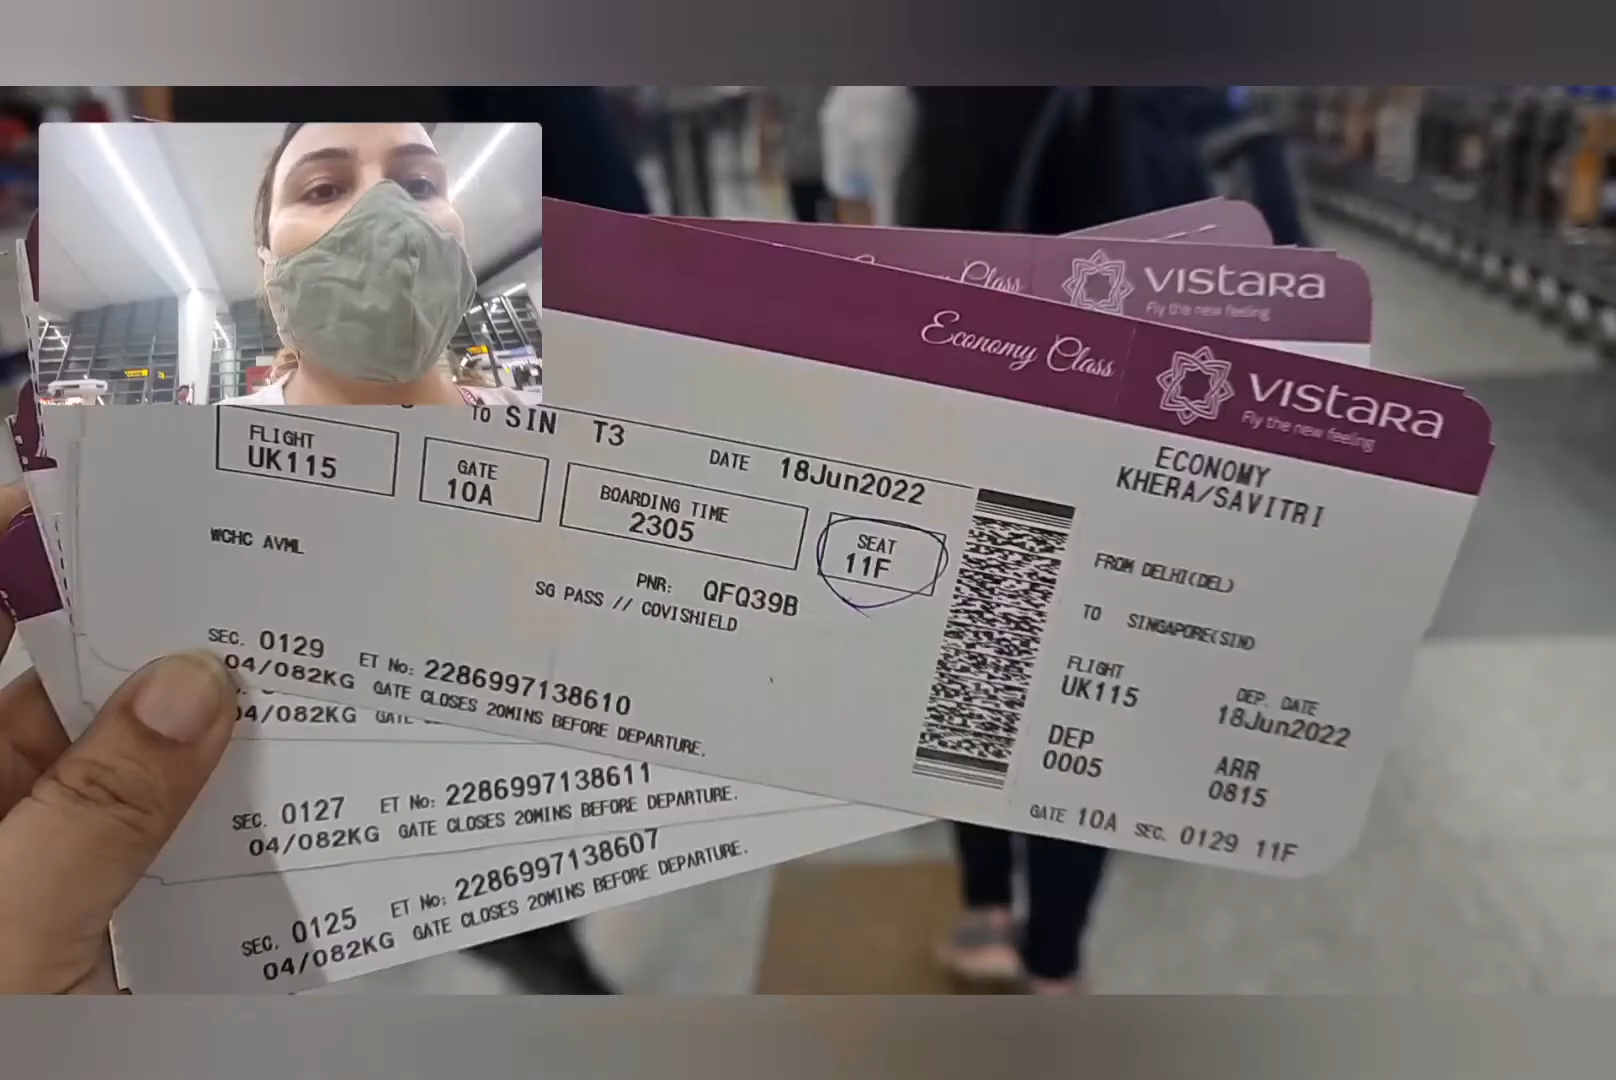 Economy Class
VISTARA
Fly the new feeling
Class
VISTARA
Fly the new feeling
TO SIN T3
DATE 18Jun2022
FLIGHT
UK115
GATE
10A
BOARDING TIME
2305
SEAT
11F
WCHC AVML
PNR: QFQ39B
SG PASS // COVISHIELD
SEC. 0129 ET No: 2286997138610
04/082KG GATE CLOSES 20MINS BEFORE DEPARTURE.
ECONOMY
KHERA/SAVITRI
FROM DELHI(DEL)
TO SINGAPORE(SIN)
FLIGHT
UK115
DEP. DATE
18Jun2022
DEP
0005
ARR
0815
GATE 10A SEC. 0129 11F
04/082KG
SEC. 0127 ET No: 2286997138611
04/082KG GATE CLOSES 20MINS BEFORE DEPARTURE.
SEC. 0125 ET No: 2286997138607
04/082KG GATE CLOSES 20MINS BEFORE DEPARTURE.